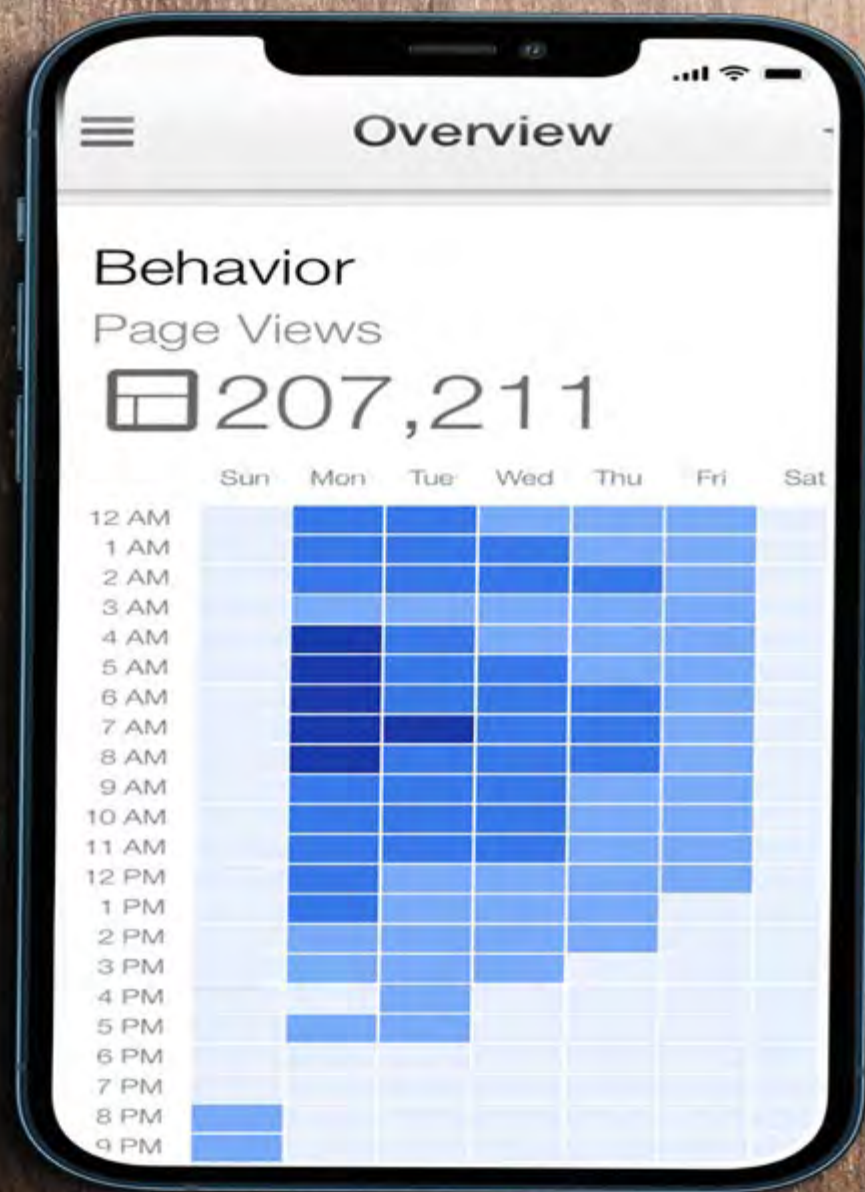 Overview
Behavior
Page Views
207,211
Sun Mon Tue Wed Thu Fri Sat
12 AM
1 AM
2 AM
3 AM
4 AM
5 AM
6 AM
7 AM
8 AM
9 AM
10 AM
11 AM
12 PM
1 PM
2 PM
3 PM
4 PM
5 PM
6 PM
7 PM
8 PM
9 PM